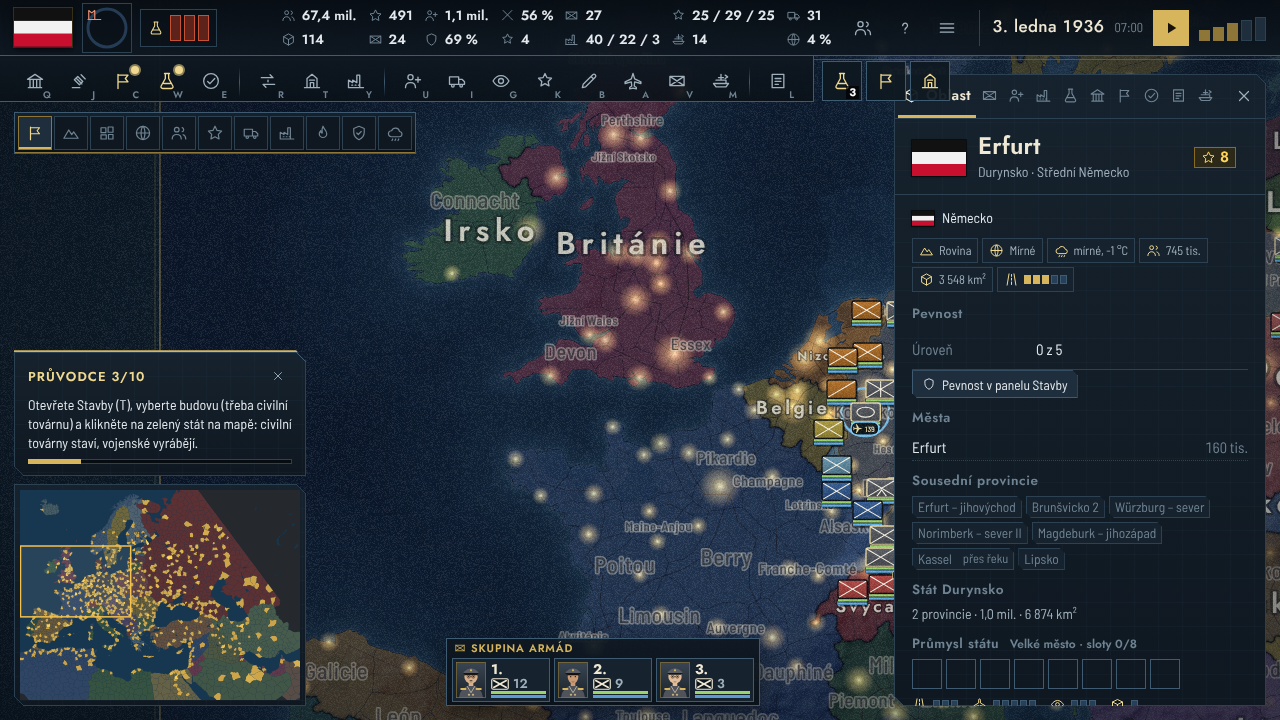 67,4 mil. 491 1,1 mil. 56 % 27 25 / 29 / 25 31
114 24 69 % 4 40 / 22 / 3 14 4 %
? 3. ledna 1936 07:00
Q J C W E R T Y U I G K B A V M L
3
Oblast
Erfurt
Durynsko · Střední Německo
8
Německo
Rovina Mírné mírné, -1 °C 745 tis.
3 548 km²
Pevnost
Úroveň 0 z 5
Pevnost v panelu Stavby
Města
Erfurt 160 tis.
Sousední provincie
Erfurt – jihovýchod Brunšvicko 2 Würzburg – sever
Norimberk – sever II Magdeburk – jihozápad
Kassel přes řeku Lipsko
Stát Durynsko
2 provincie · 1,0 mil. · 6 874 km²
Průmysl státu Velké město · sloty 0/8
Perthshire
Jižní Skotsko
Connacht
Irsko Británie
Jižní Wales
Devon Essex
Belgie
139
Pikardie
Champagne
Maine-Anjou
Poitou Berry
Franche-Comté
Limousin
Auvergne
Galicie
León
PRŮVODCE 3/10
Otevřete Stavby (T), vyberte budovu (třeba civilní
továrnu) a klikněte na zelený stát na mapě: civilní
továrny staví, vojenské vyrábějí.
SKUPINA ARMÁD
1. 12
2. 9
3. 3